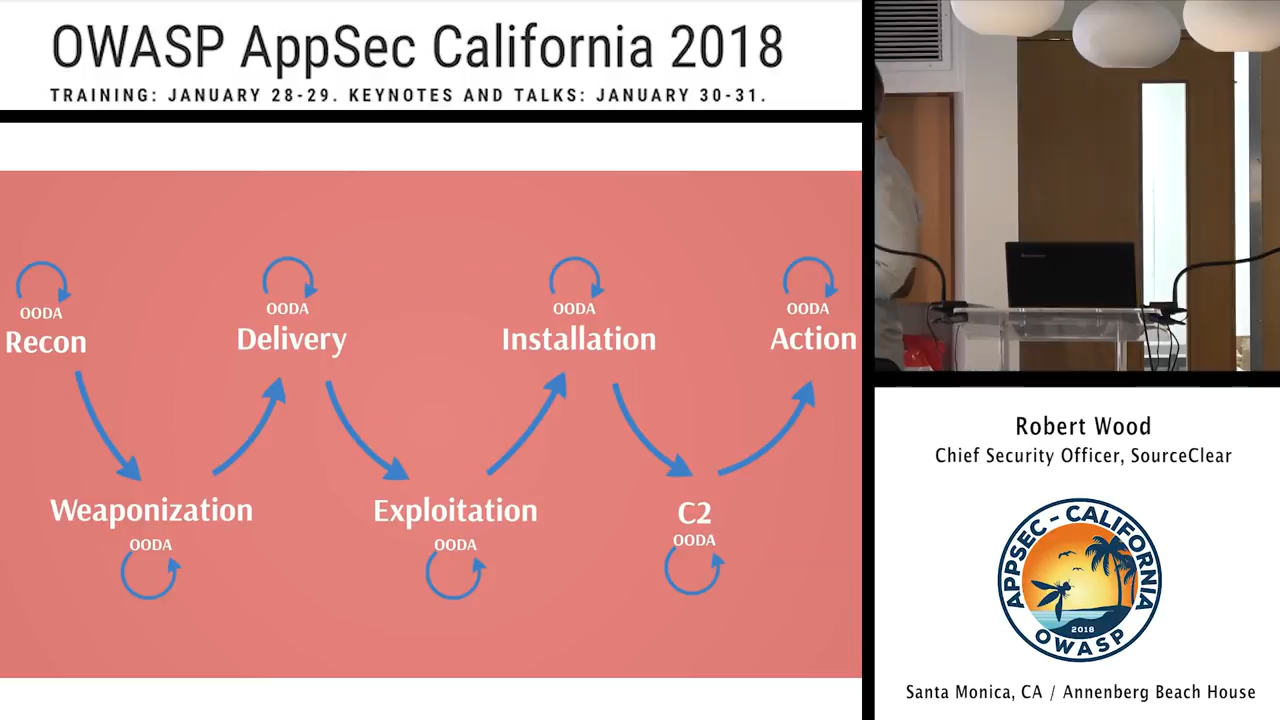 OWASP AppSec California 2018
TRAINING: JANUARY 28-29. KEYNOTES AND TALKS: JANUARY 30-31.
OODA
Recon
OODA
Delivery
OODA
Installation
OODA
Action
Weaponization
OODA
Exploitation
OODA
C2
OODA
Robert Wood
Chief Security Officer, SourceClear
APPSEC - CALIFORNIA
2018
OWASP
Santa Monica, CA / Annenberg Beach House